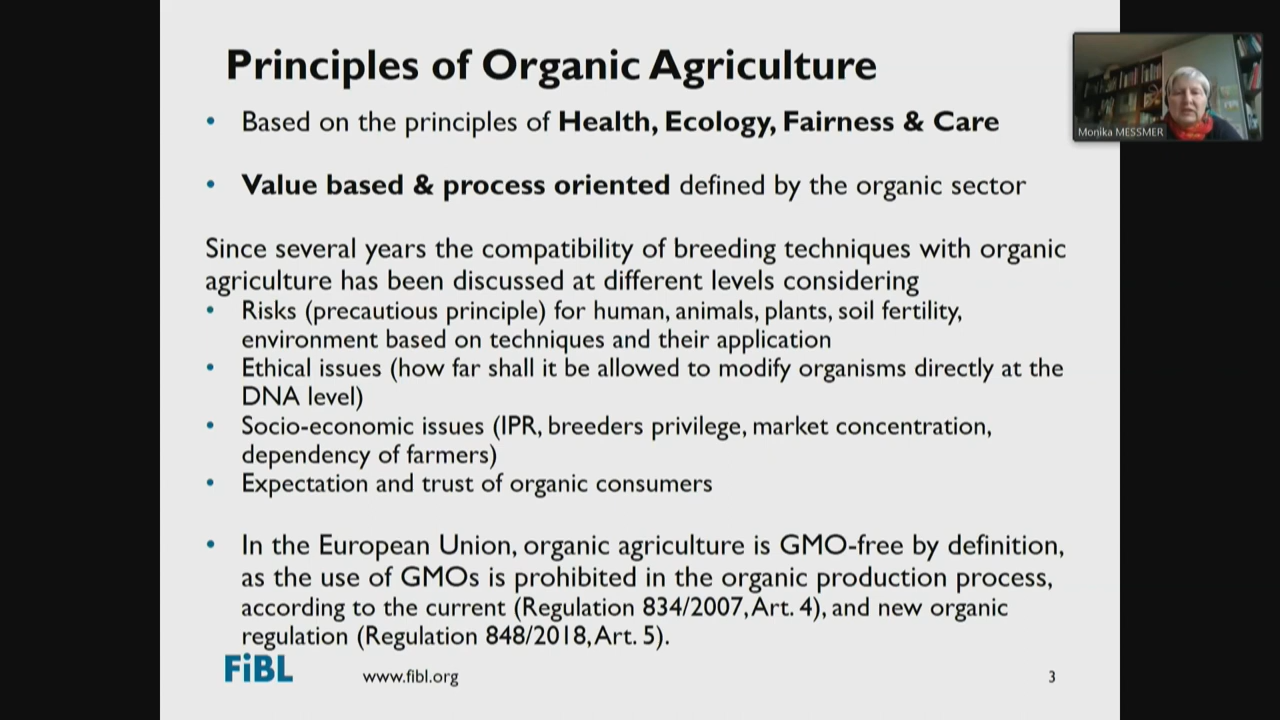 Principles of Organic Agriculture
• Based on the principles of Health, Ecology, Fairness & Care
• Value based & process oriented defined by the organic sector
Since several years the compatibility of breeding techniques with organic
agriculture has been discussed at different levels considering
• Risks (precautious principle) for human, animals, plants, soil fertility,
environment based on techniques and their application
• Ethical issues (how far shall it be allowed to modify organisms directly at the
DNA level)
• Socio-economic issues (IPR, breeders privilege, market concentration,
dependency of farmers)
• Expectation and trust of organic consumers
• In the European Union, organic agriculture is GMO-free by definition,
as the use of GMOs is prohibited in the organic production process,
according to the current (Regulation 834/2007, Art. 4), and new organic
regulation (Regulation 848/2018, Art. 5).
FiBL
www.fibl.org
3
Monika MESSMER